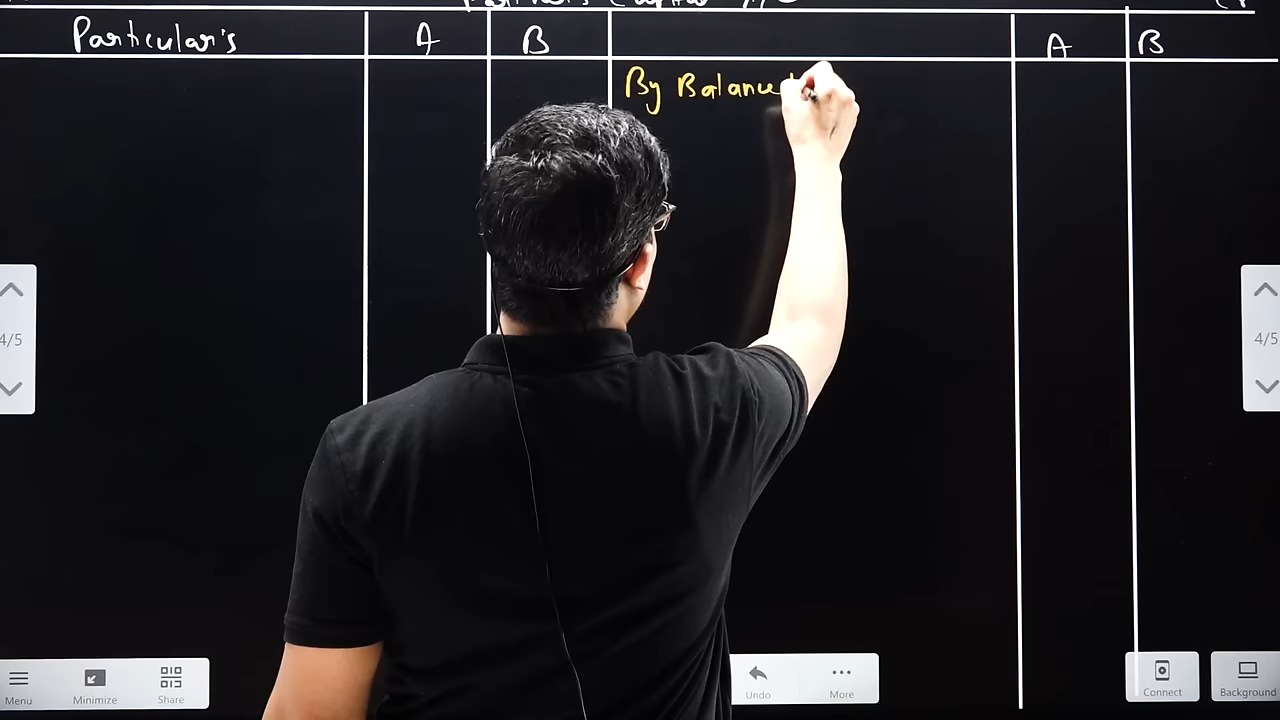 Particular's A B A B
By Balance
4/5 4/5
Menu Minimize Share Undo More Connect Background